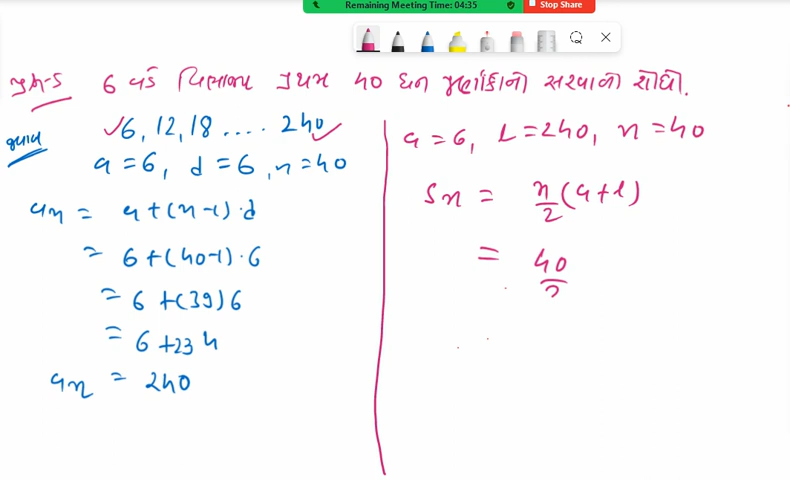 Remaining Meeting Time: 04:35
Stop Share
પ્રશ્ન-5 6 વડે વિભાજ્ય પ્રથમ 40 ધન પૂર્ણાંકોનો સરવાળો શોધો.
જવાબ
6, 12, 18 .... 240
a = 6, d = 6, n = 40
an = a + (n-1)·d
= 6 + (40-1)·6
= 6 + (39) 6
= 6 + 234
an = 240
a = 6, L = 240, n = 40
Sn = n/2 (a + l)
= 40/2